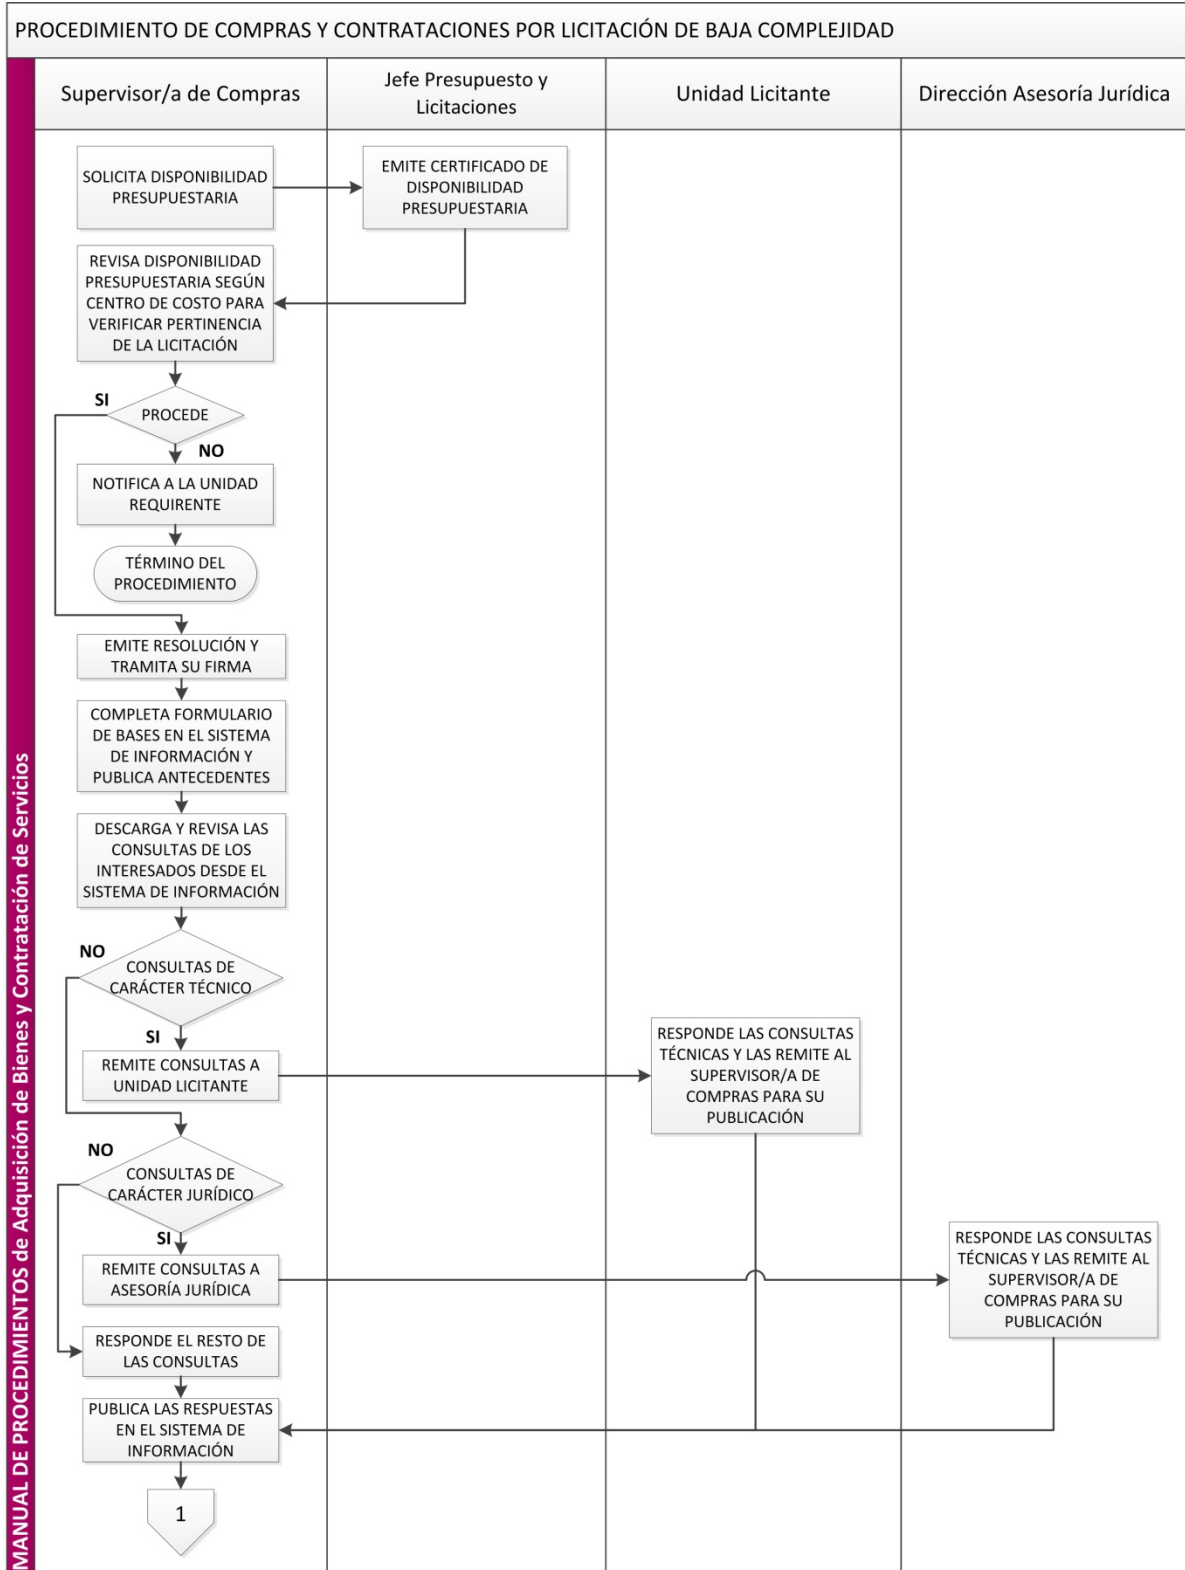 PROCEDIMIENTO DE COMPRAS Y CONTRATACIONES POR LICITACIÓN DE BAJA COMPLEJIDAD
MANUAL DE PROCEDIMIENTOS de Adquisición de Bienes y Contratación de Servicios
Supervisor/a de Compras
Jefe Presupuesto y
Licitaciones
Unidad Licitante
Dirección Asesoría Jurídica
SOLICITA DISPONIBILIDAD
PRESUPUESTARIA
EMITE CERTIFICADO DE
DISPONIBILIDAD
PRESUPUESTARIA
REVISA DISPONIBILIDAD
PRESUPUESTARIA SEGÚN
CENTRO DE COSTO PARA
VERIFICAR PERTINENCIA
DE LA LICITACIÓN
SI
PROCEDE
NO
NOTIFICA A LA UNIDAD
REQUIRENTE
TÉRMINO DEL
PROCEDIMIENTO
EMITE RESOLUCIÓN Y
TRAMITA SU FIRMA
COMPLETA FORMULARIO
DE BASES EN EL SISTEMA
DE INFORMACIÓN Y
PUBLICA ANTECEDENTES
DESCARGA Y REVISA LAS
CONSULTAS DE LOS
INTERESADOS DESDE EL
SISTEMA DE INFORMACIÓN
NO
CONSULTAS DE
CARÁCTER TÉCNICO
SI
REMITE CONSULTAS A
UNIDAD LICITANTE
RESPONDE LAS CONSULTAS
TÉCNICAS Y LAS REMITE AL
SUPERVISOR/A DE
COMPRAS PARA SU
PUBLICACIÓN
NO
CONSULTAS DE
CARÁCTER JURÍDICO
SI
REMITE CONSULTAS A
ASESORÍA JURÍDICA
RESPONDE LAS CONSULTAS
TÉCNICAS Y LAS REMITE AL
SUPERVISOR/A DE
COMPRAS PARA SU
PUBLICACIÓN
RESPONDE EL RESTO DE
LAS CONSULTAS
PUBLICA LAS RESPUESTAS
EN EL SISTEMA DE
INFORMACIÓN
1